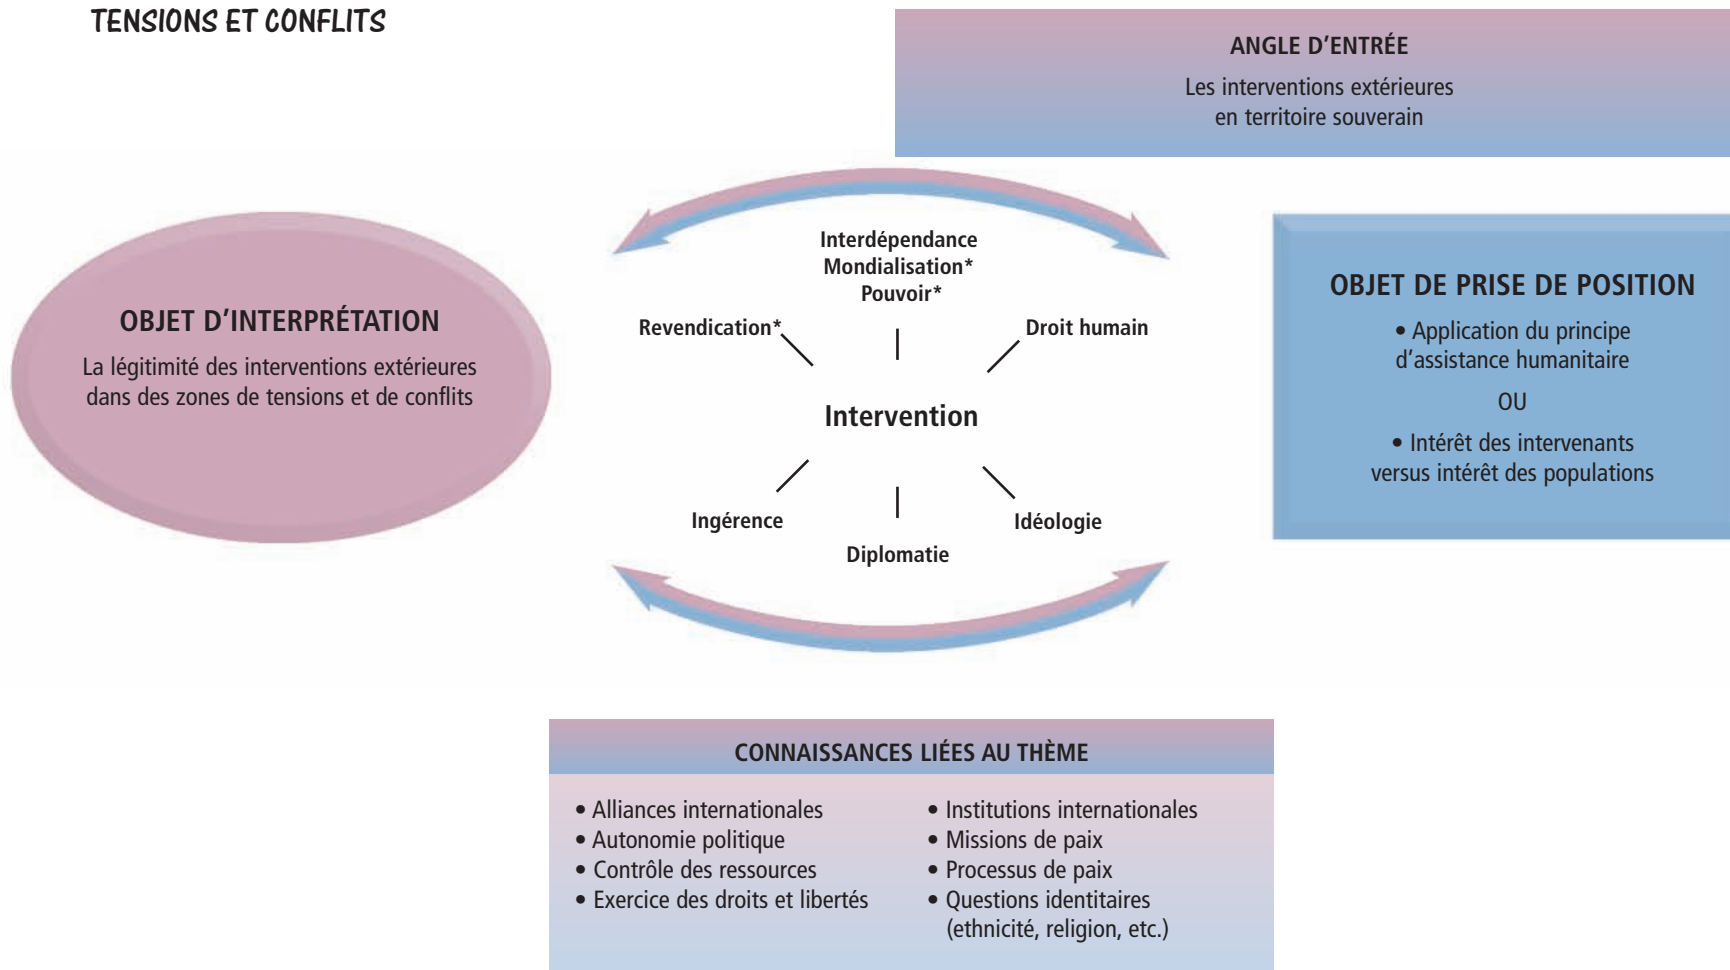 TENSIONS ET CONFLITS
ANGLE D'ENTRÉE
Les interventions extérieures
en territoire souverain
OBJET D'INTERPRÉTATION
La légitimité des interventions extérieures
dans des zones de tensions et de conflits
Interdépendance
Mondialisation*
Pouvoir*
Revendication*
Droit humain
Intervention
Ingérence
Idéologie
Diplomatie
OBJET DE PRISE DE POSITION
• Application du principe
d'assistance humanitaire
OU
• Intérêt des intervenants
versus intérêt des populations
CONNAISSANCES LIÉES AU THÈME
• Alliances internationales
• Autonomie politique
• Contrôle des ressources
• Exercice des droits et libertés
• Institutions internationales
• Missions de paix
• Processus de paix
• Questions identitaires
(ethnicité, religion, etc.)